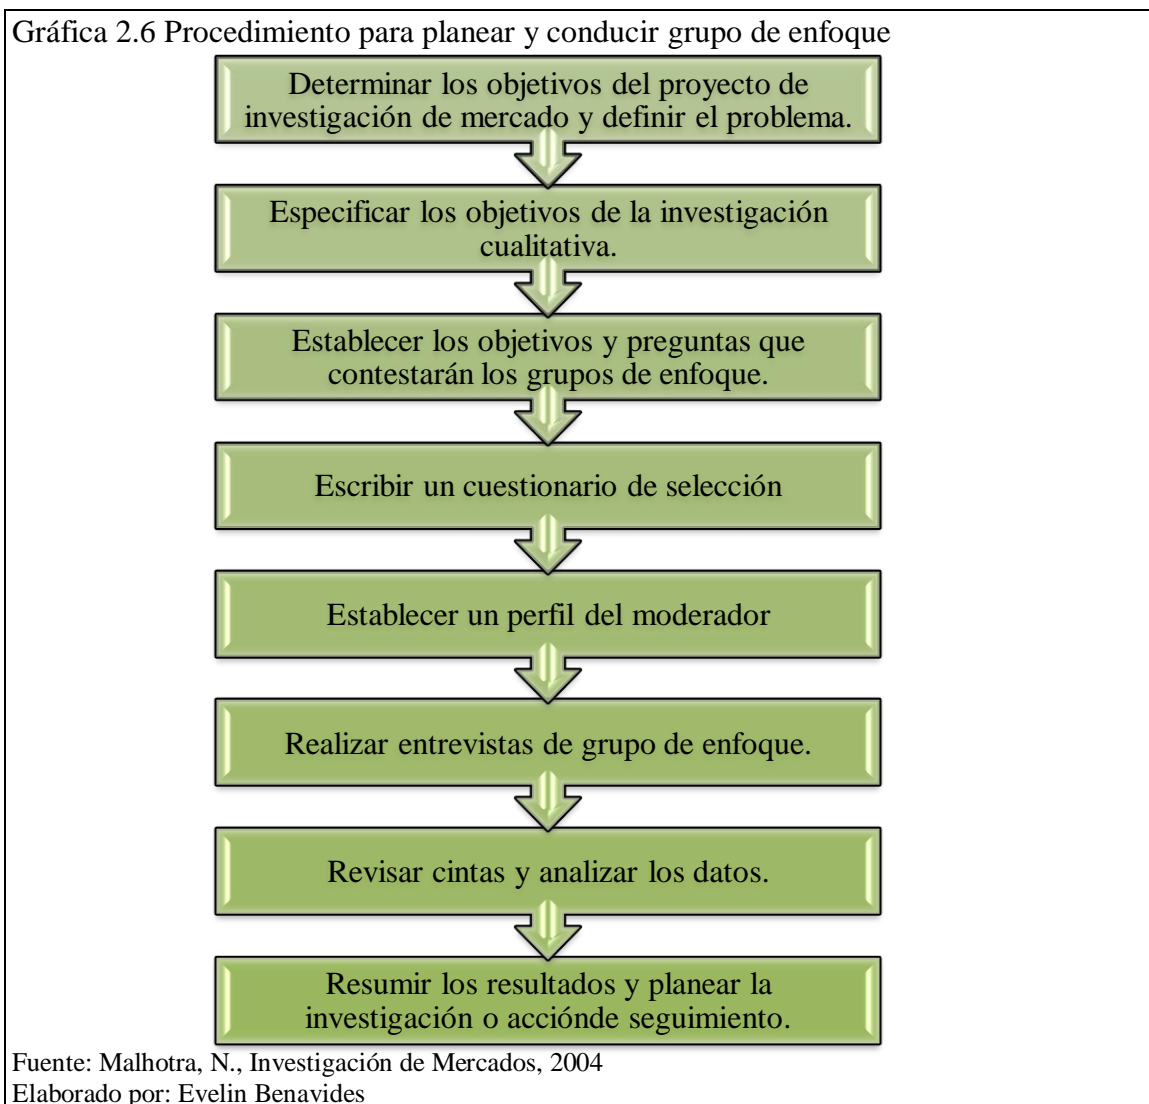 Gráfica 2.6 Procedimiento para planear y conducir grupo de enfoque
Determinar los objetivos del proyecto de
investigación de mercado y definir el problema.
Especificar los objetivos de la investigación
cualitativa.
Establecer los objetivos y preguntas que
contestarán los grupos de enfoque.
Escribir un cuestionario de selección
Establecer un perfil del moderador
Realizar entrevistas de grupo de enfoque.
Revisar cintas y analizar los datos.
Resumir los resultados y planear la
investigación o acciónde seguimiento.
Fuente: Malhotra, N., Investigación de Mercados, 2004
Elaborado por: Evelin Benavides